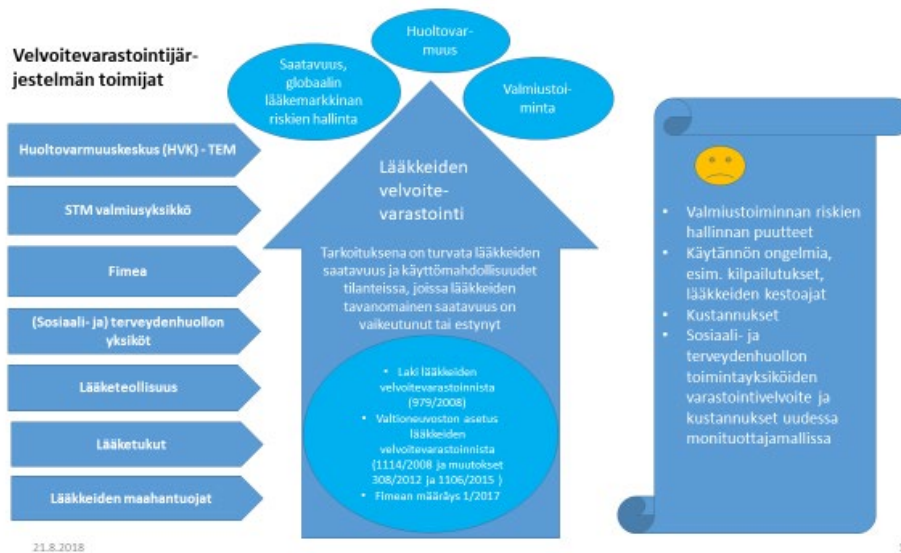 Velvoitevarastointijär-
jestelmän toimijat
Huoltovarmuuskeskus (HVK) - TEM
STM valmiusyksikkö
Fimea
(Sosiaali- ja) terveydenhuollon
yksiköt
Lääketeollisuus
Lääketukut
Lääkkeiden maahantuojat
Saatavuus,
globaalin
lääkemarkkinan
riskien hallinta
Huoltovar-
muus
Valmiustoi-
minta
Lääkkeiden
velvoite-
varastointi
Tarkoituksena on turvata lääkkeiden
saatavuus ja käyttömahdollisuudet
tilanteissa, joissa lääkkeiden
tavanomainen saatavuus on
vaikeutunut tai estynyt
• Laki lääkkeiden
velvoitevarastoinnista
(979/2008)
• Valtioneuvoston asetus
lääkkeiden
velvoitevarastoinnista
(1114/2008 ja muutokset
308/2012 ja 1106/2015 )
• Fimean määräys 1/2017
• Valmiustoiminnan riskien
hallinnan puutteet
• Käytännön ongelmia,
esim. kilpailutukset,
lääkkeiden kestoajat
• Kustannukset
• Sosiaali- ja
terveydenhuollon
toimintayksiköiden
varastointivelvoite ja
kustannukset uudessa
monituottajamallissa
21.8.2018